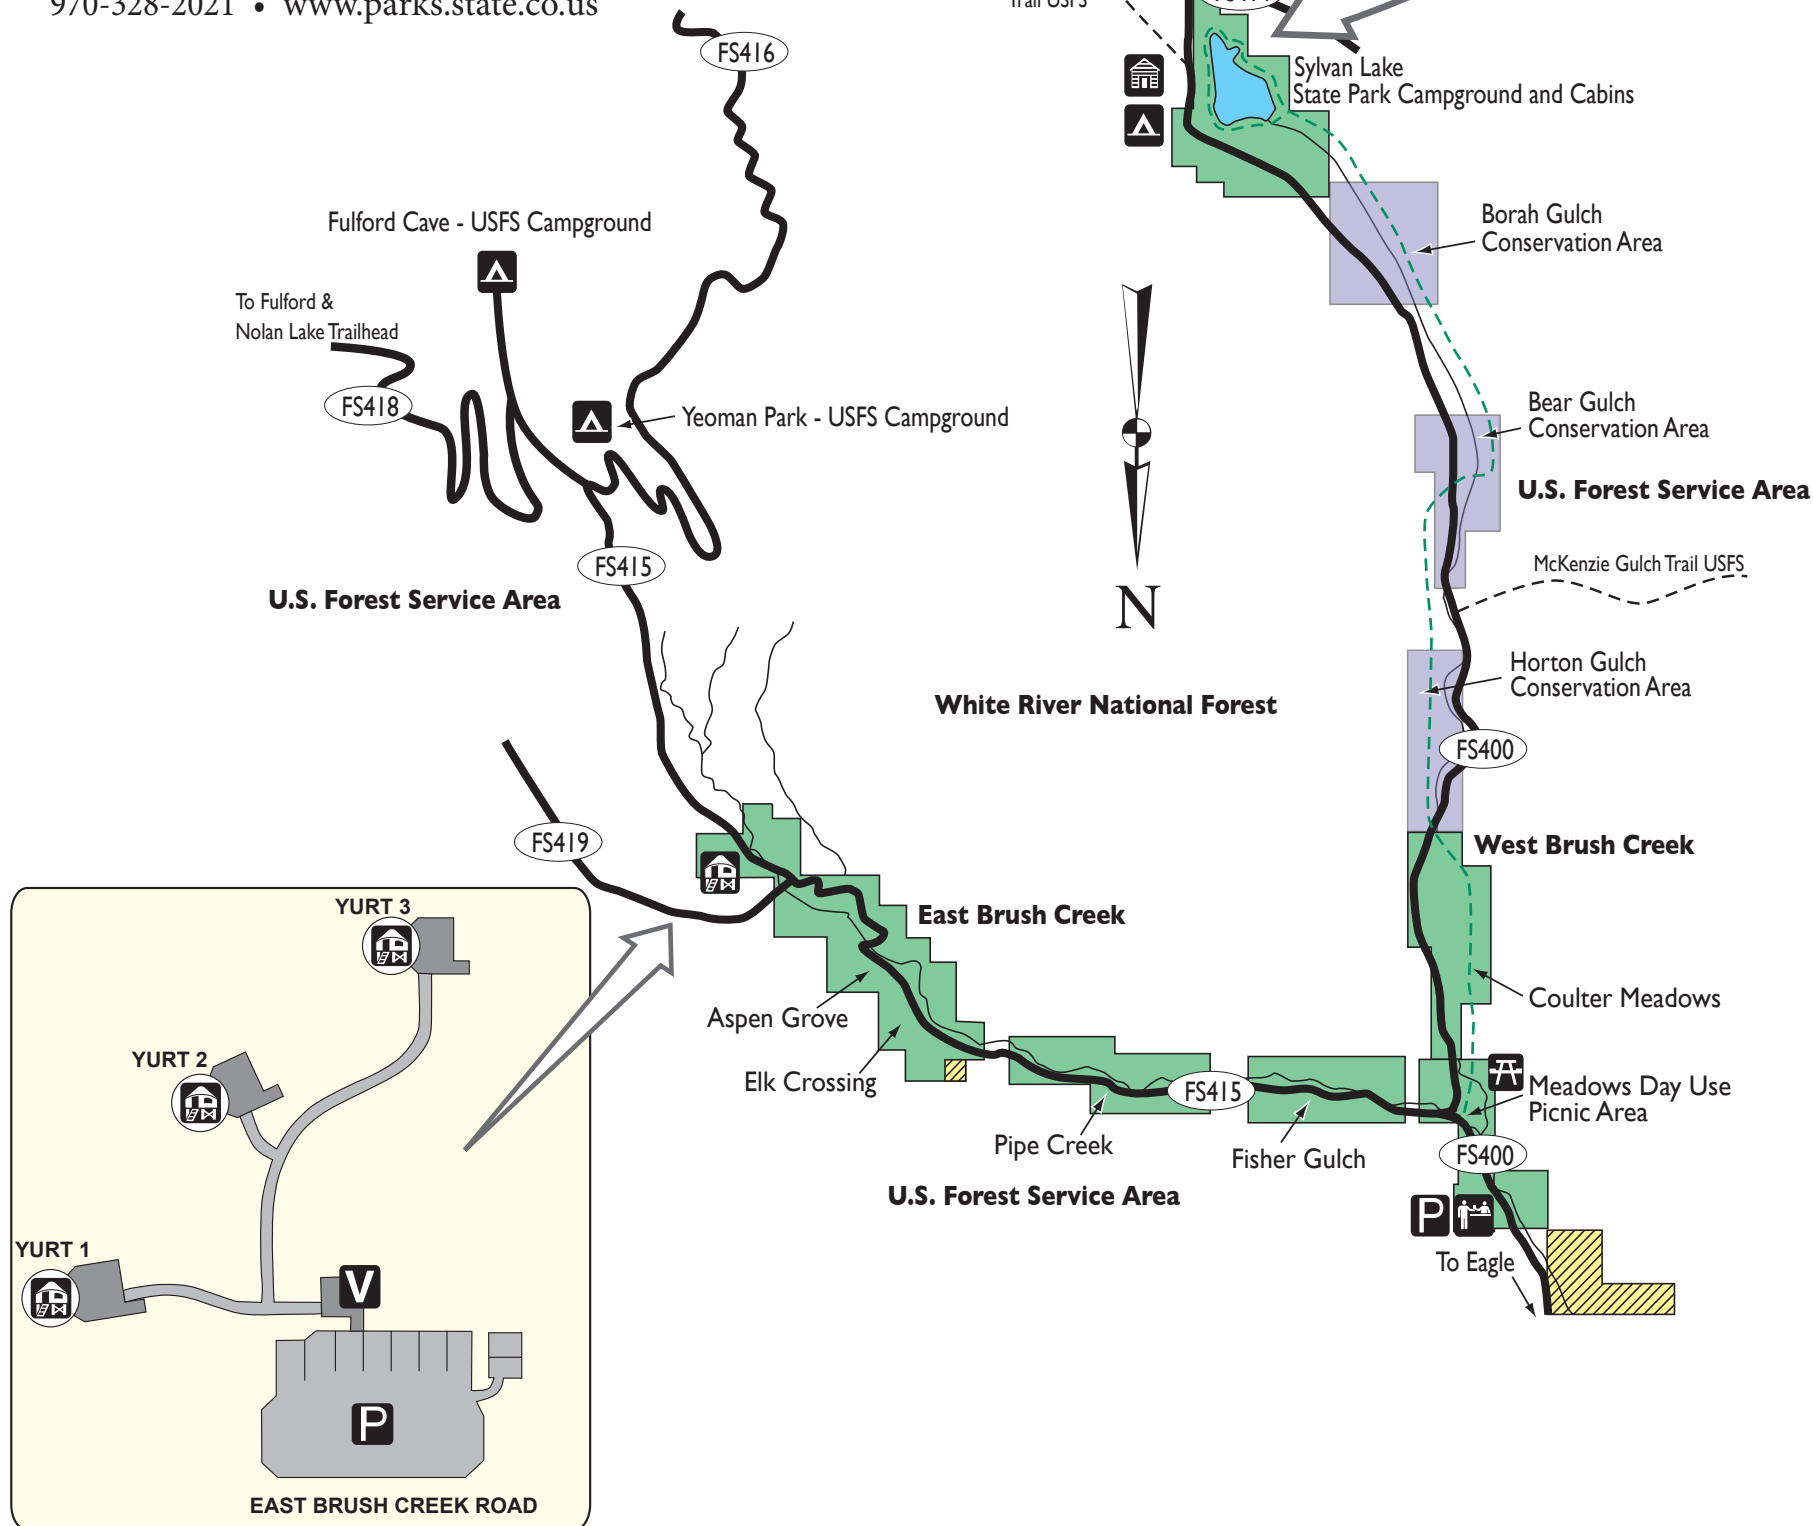 970-328-2021 • www.parks.state.co.us
Trail USFS
FS416
Sylvan Lake
State Park Campground and Cabins
Fulford Cave - USFS Campground
Borah Gulch
Conservation Area
To Fulford &
Nolan Lake Trailhead
FS418
Yeoman Park - USFS Campground
Bear Gulch
Conservation Area
U.S. Forest Service Area
FS415
McKenzie Gulch Trail USFS
U.S. Forest Service Area
N
Horton Gulch
Conservation Area
White River National Forest
FS400
FS419
West Brush Creek
East Brush Creek
YURT 3
Aspen Grove
Coulter Meadows
YURT 2
Elk Crossing
FS415
Meadows Day Use
Picnic Area
Pipe Creek
Fisher Gulch
FS400
U.S. Forest Service Area
P
To Eagle
YURT 1
V
P
EAST BRUSH CREEK ROAD